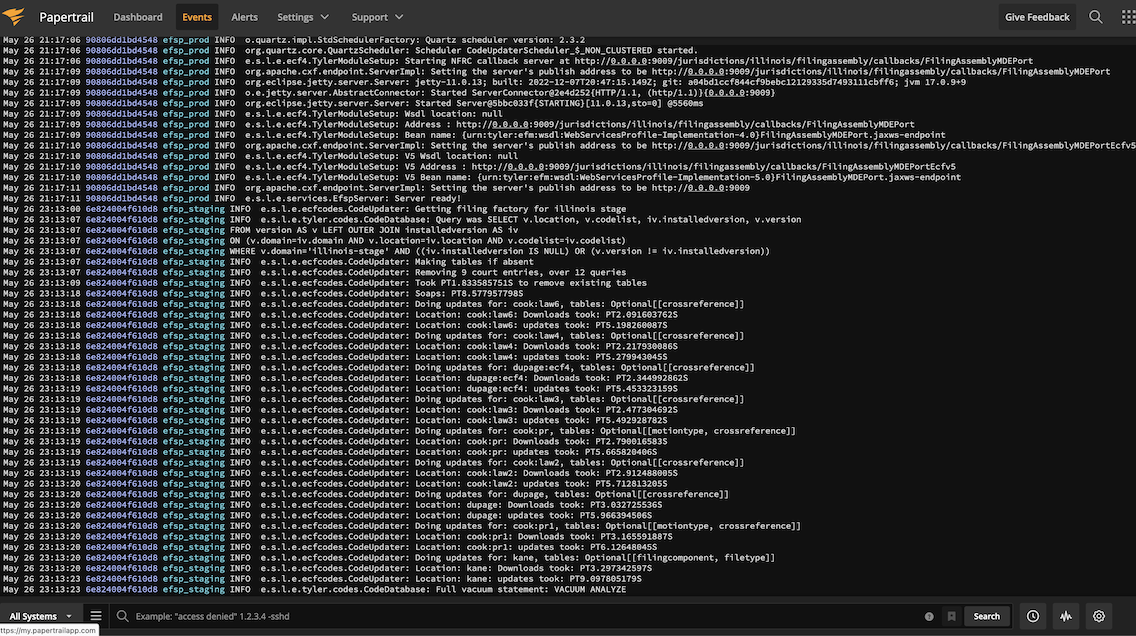 Papertrail Dashboard Events Alerts Settings Support Give Feedback
May 26 21:17:06 90806dd1bd4548 efsp_prod INFO o.quartz.impl.StdSchedulerFactory: Quartz scheduler version: 2.3.2
May 26 21:17:06 90806dd1bd4548 efsp_prod INFO org.quartz.core.QuartzScheduler: Scheduler CodeUpdaterScheduler_$_NON_CLUSTERED started.
May 26 21:17:06 90806dd1bd4548 efsp_prod INFO e.s.l.e.ecf4.TylerModuleSetup: Starting NFRC callback server at http://0.0.0.0:9009/jurisdictions/illinois/filingassembly/callbacks/FilingAssemblyMDEPort
May 26 21:17:09 90806dd1bd4548 efsp_prod INFO org.apache.cxf.endpoint.ServerImpl: Setting the server's publish address to be http://0.0.0.0:9009/jurisdictions/illinois/filingassembly/callbacks/FilingAssemblyMDEPort
May 26 21:17:09 90806dd1bd4548 efsp_prod INFO org.eclipse.jetty.server.Server: jetty-11.0.13; built: 2022-12-07T20:47:15.149Z; git: a04bd1ccf844cf9bebc12129335d7493111cbff6; jvm 17.0.9+9
May 26 21:17:09 90806dd1bd4548 efsp_prod INFO o.e.jetty.server.AbstractConnector: Started ServerConnector@2e4d252{HTTP/1.1, (http/1.1)}{0.0.0.0:9009}
May 26 21:17:09 90806dd1bd4548 efsp_prod INFO org.eclipse.jetty.server.Server: Started Server@5bbc033f{STARTING}[11.0.13,sto=0] @5560ms
May 26 21:17:09 90806dd1bd4548 efsp_prod INFO e.s.l.e.ecf4.TylerModuleSetup: Wsdl location: null
May 26 21:17:09 90806dd1bd4548 efsp_prod INFO e.s.l.e.ecf4.TylerModuleSetup: Address : http://0.0.0.0:9009/jurisdictions/illinois/filingassembly/callbacks/FilingAssemblyMDEPort
May 26 21:17:09 90806dd1bd4548 efsp_prod INFO e.s.l.e.ecf4.TylerModuleSetup: Bean name: {urn:tyler:efm:wsdl:WebServicesProfile-Implementation-4.0}FilingAssemblyMDEPort.jaxws-endpoint
May 26 21:17:10 90806dd1bd4548 efsp_prod INFO org.apache.cxf.endpoint.ServerImpl: Setting the server's publish address to be http://0.0.0.0:9009/jurisdictions/illinois/filingassembly/callbacks/FilingAssemblyMDEPortEcfv5
May 26 21:17:10 90806dd1bd4548 efsp_prod INFO e.s.l.e.ecf4.TylerModuleSetup: V5 Wsdl location: null
May 26 21:17:10 90806dd1bd4548 efsp_prod INFO e.s.l.e.ecf4.TylerModuleSetup: V5 Address : http://0.0.0.0:9009/jurisdictions/illinois/filingassembly/callbacks/FilingAssemblyMDEPortEcfv5
May 26 21:17:10 90806dd1bd4548 efsp_prod INFO e.s.l.e.ecf4.TylerModuleSetup: V5 Bean name: {urn:tyler:efm:wsdl:WebServicesProfile-Implementation-5.0}FilingAssemblyMDEPort.jaxws-endpoint
May 26 21:17:11 90806dd1bd4548 efsp_prod INFO org.apache.cxf.endpoint.ServerImpl: Setting the server's publish address to be http://0.0.0.0:9009
May 26 21:17:11 90806dd1bd4548 efsp_prod INFO e.s.l.e.services.EfspServer: Server ready!
May 26 23:13:00 6e824004f610d8 efsp_staging INFO e.s.l.e.ecfcodes.CodeUpdater: Getting filing factory for illinois stage
May 26 23:13:07 6e824004f610d8 efsp_staging INFO e.s.l.e.tyler.codes.CodeDatabase: Query was SELECT v.location, v.codelist, iv.installedversion, v.version
May 26 23:13:07 6e824004f610d8 efsp_staging FROM version AS v LEFT OUTER JOIN installedversion AS iv
May 26 23:13:07 6e824004f610d8 efsp_staging ON (v.domain=iv.domain AND v.location=iv.location AND v.codelist=iv.codelist)
May 26 23:13:07 6e824004f610d8 efsp_staging WHERE v.domain='illinois-stage' AND ((iv.installedversion IS NULL) OR (v.version != iv.installedversion))
May 26 23:13:07 6e824004f610d8 efsp_staging INFO e.s.l.e.ecfcodes.CodeUpdater: Making tables if absent
May 26 23:13:07 6e824004f610d8 efsp_staging INFO e.s.l.e.ecfcodes.CodeUpdater: Removing 9 court entries, over 12 queries
May 26 23:13:09 6e824004f610d8 efsp_staging INFO e.s.l.e.ecfcodes.CodeUpdater: Took PT1.833585751S to remove existing tables
May 26 23:13:18 6e824004f610d8 efsp_staging INFO e.s.l.e.ecfcodes.CodeUpdater: Soaps: PT8.577957798S
May 26 23:13:18 6e824004f610d8 efsp_staging INFO e.s.l.e.ecfcodes.CodeUpdater: Doing updates for: cook:law6, tables: Optional[[crossreference]]
May 26 23:13:18 6e824004f610d8 efsp_staging INFO e.s.l.e.ecfcodes.CodeUpdater: Location: cook:law6: Downloads took: PT2.091603762S
May 26 23:13:18 6e824004f610d8 efsp_staging INFO e.s.l.e.ecfcodes.CodeUpdater: Location: cook:law6: updates took: PT5.198260087S
May 26 23:13:18 6e824004f610d8 efsp_staging INFO e.s.l.e.ecfcodes.CodeUpdater: Doing updates for: cook:law4, tables: Optional[[crossreference]]
May 26 23:13:18 6e824004f610d8 efsp_staging INFO e.s.l.e.ecfcodes.CodeUpdater: Location: cook:law4: Downloads took: PT2.217930086S
May 26 23:13:18 6e824004f610d8 efsp_staging INFO e.s.l.e.ecfcodes.CodeUpdater: Location: cook:law4: updates took: PT5.279943045S
May 26 23:13:18 6e824004f610d8 efsp_staging INFO e.s.l.e.ecfcodes.CodeUpdater: Doing updates for: dupage:ecf4, tables: Optional[[crossreference]]
May 26 23:13:18 6e824004f610d8 efsp_staging INFO e.s.l.e.ecfcodes.CodeUpdater: Location: dupage:ecf4: Downloads took: PT2.344992862S
May 26 23:13:18 6e824004f610d8 efsp_staging INFO e.s.l.e.ecfcodes.CodeUpdater: Location: dupage:ecf4: updates took: PT5.453323159S
May 26 23:13:19 6e824004f610d8 efsp_staging INFO e.s.l.e.ecfcodes.CodeUpdater: Doing updates for: cook:law3, tables: Optional[[crossreference]]
May 26 23:13:19 6e824004f610d8 efsp_staging INFO e.s.l.e.ecfcodes.CodeUpdater: Location: cook:law3: Downloads took: PT2.477304692S
May 26 23:13:19 6e824004f610d8 efsp_staging INFO e.s.l.e.ecfcodes.CodeUpdater: Location: cook:law3: updates took: PT5.492928782S
May 26 23:13:19 6e824004f610d8 efsp_staging INFO e.s.l.e.ecfcodes.CodeUpdater: Doing updates for: cook:pr, tables: Optional[[motiontype, crossreference]]
May 26 23:13:19 6e824004f610d8 efsp_staging INFO e.s.l.e.ecfcodes.CodeUpdater: Location: cook:pr: Downloads took: PT2.790016583S
May 26 23:13:19 6e824004f610d8 efsp_staging INFO e.s.l.e.ecfcodes.CodeUpdater: Location: cook:pr: updates took: PT5.665820406S
May 26 23:13:19 6e824004f610d8 efsp_staging INFO e.s.l.e.ecfcodes.CodeUpdater: Doing updates for: cook:law2, tables: Optional[[crossreference]]
May 26 23:13:19 6e824004f610d8 efsp_staging INFO e.s.l.e.ecfcodes.CodeUpdater: Location: cook:law2: Downloads took: PT2.912488005S
May 26 23:13:19 6e824004f610d8 efsp_staging INFO e.s.l.e.ecfcodes.CodeUpdater: Location: cook:law2: updates took: PT5.712813205S
May 26 23:13:20 6e824004f610d8 efsp_staging INFO e.s.l.e.ecfcodes.CodeUpdater: Doing updates for: dupage, tables: Optional[[crossreference]]
May 26 23:13:20 6e824004f610d8 efsp_staging INFO e.s.l.e.ecfcodes.CodeUpdater: Location: dupage: Downloads took: PT3.032725536S
May 26 23:13:20 6e824004f610d8 efsp_staging INFO e.s.l.e.ecfcodes.CodeUpdater: Location: dupage: updates took: PT5.966394506S
May 26 23:13:20 6e824004f610d8 efsp_staging INFO e.s.l.e.ecfcodes.CodeUpdater: Doing updates for: cook:pr1, tables: Optional[[motiontype, crossreference]]
May 26 23:13:20 6e824004f610d8 efsp_staging INFO e.s.l.e.ecfcodes.CodeUpdater: Location: cook:pr1: Downloads took: PT3.165591887S
May 26 23:13:20 6e824004f610d8 efsp_staging INFO e.s.l.e.ecfcodes.CodeUpdater: Location: cook:pr1: updates took: PT6.12648045S
May 26 23:13:20 6e824004f610d8 efsp_staging INFO e.s.l.e.ecfcodes.CodeUpdater: Doing updates for: kane, tables: Optional[[filingcomponent, filetype]]
May 26 23:13:20 6e824004f610d8 efsp_staging INFO e.s.l.e.ecfcodes.CodeUpdater: Location: kane: Downloads took: PT3.297342597S
May 26 23:13:23 6e824004f610d8 efsp_staging INFO e.s.l.e.ecfcodes.CodeUpdater: Location: kane: updates took: PT9.097805179S
May 26 23:13:23 6e824004f610d8 efsp_staging INFO e.s.l.e.tyler.codes.CodeDatabase: Full vacuum statement: VACUUM ANALYZE
All Systems Example: "access denied" 1.2.3.4 -sshd Search
ttps://my.papertrailapp.com